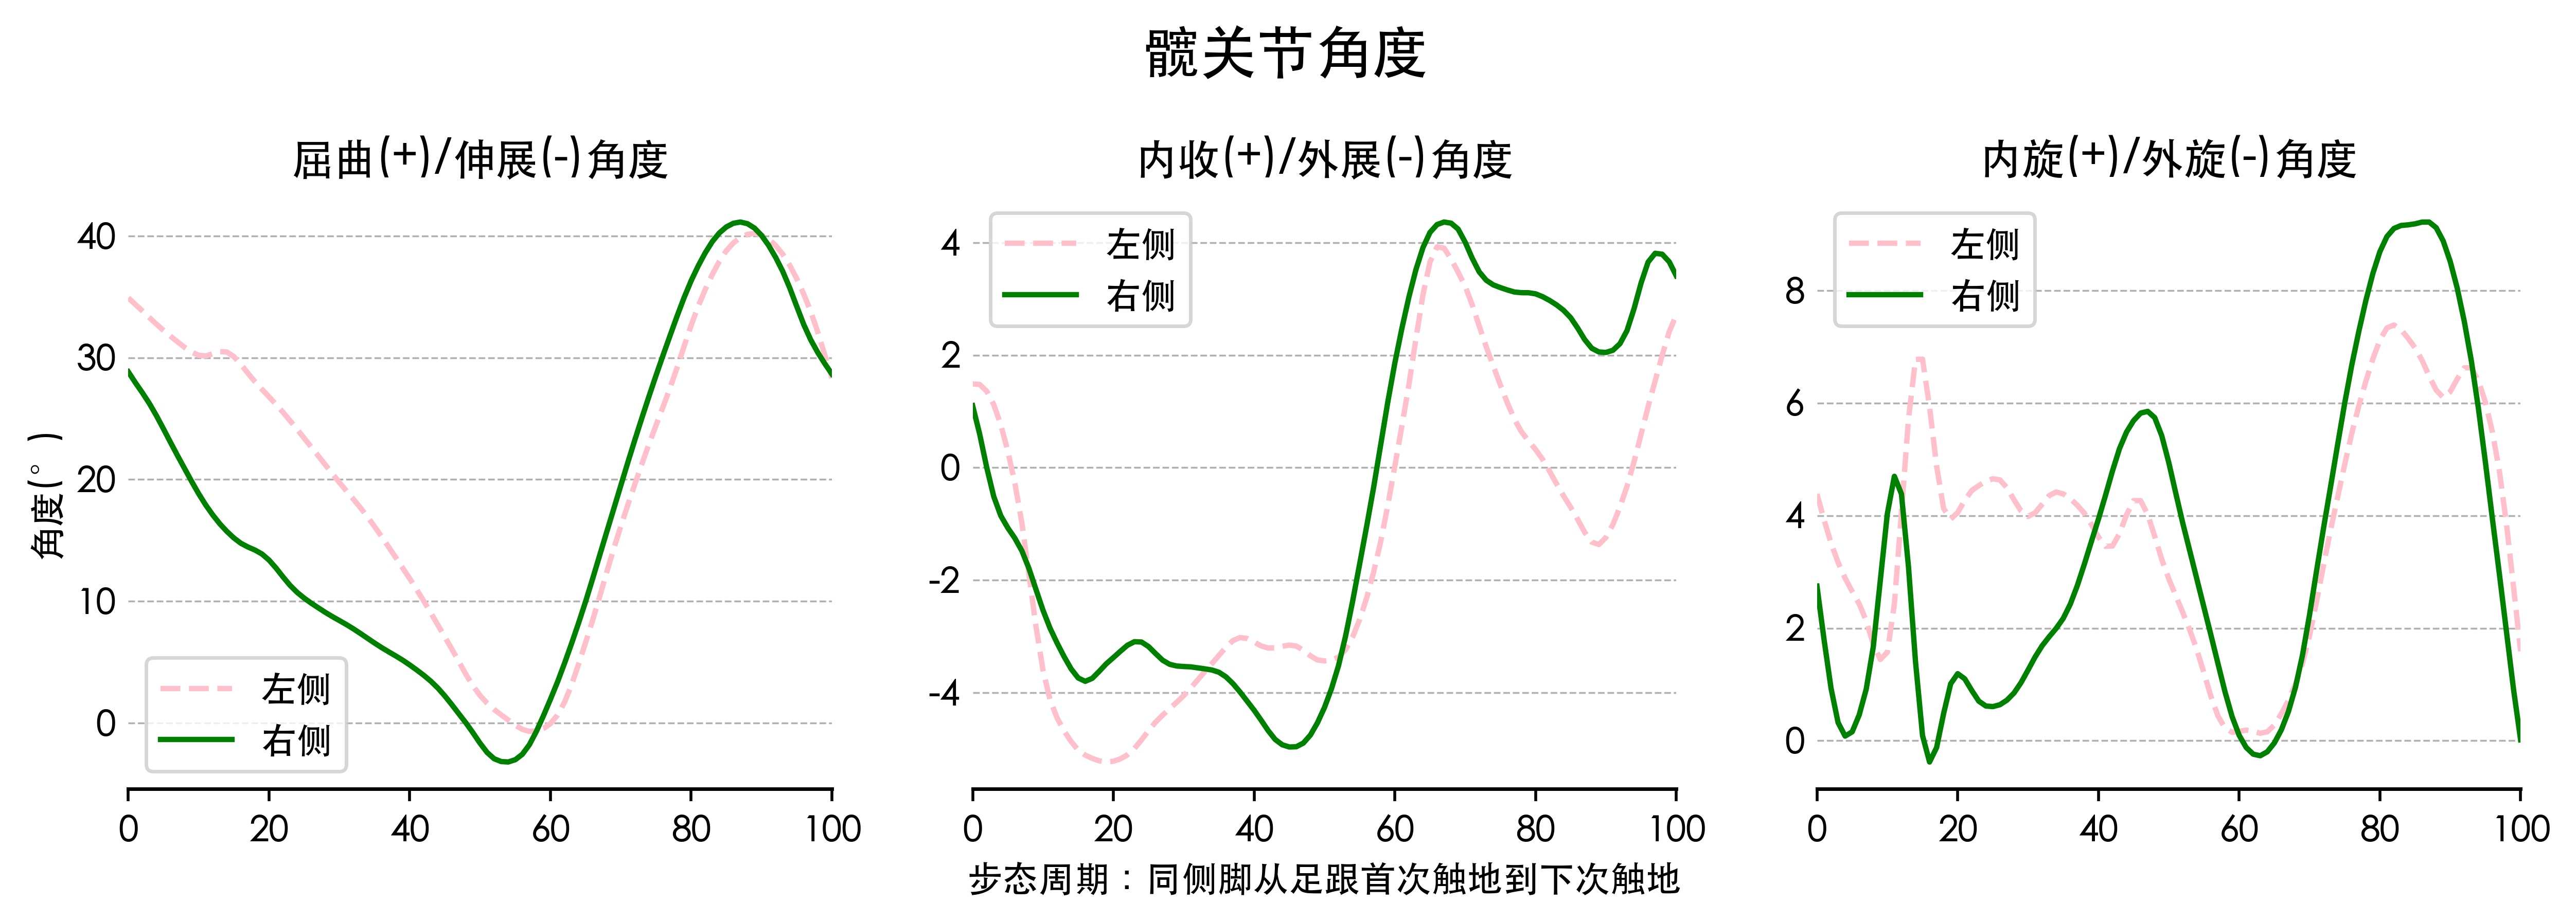 髋关节角度
屈曲(+)/伸展(-)角度
内收(+)/外展(-)角度
内旋(+)/外旋(-)角度
角度(° )
40
30
20
10
0
左侧
右侧
0 20 40 60 80 100
4
2
0
-2
-4
左侧
右侧
0 20 40 60 80 100
8
6
4
2
0
左侧
右侧
0 20 40 60 80 100
步态周期：同侧脚从足跟首次触地到下次触地